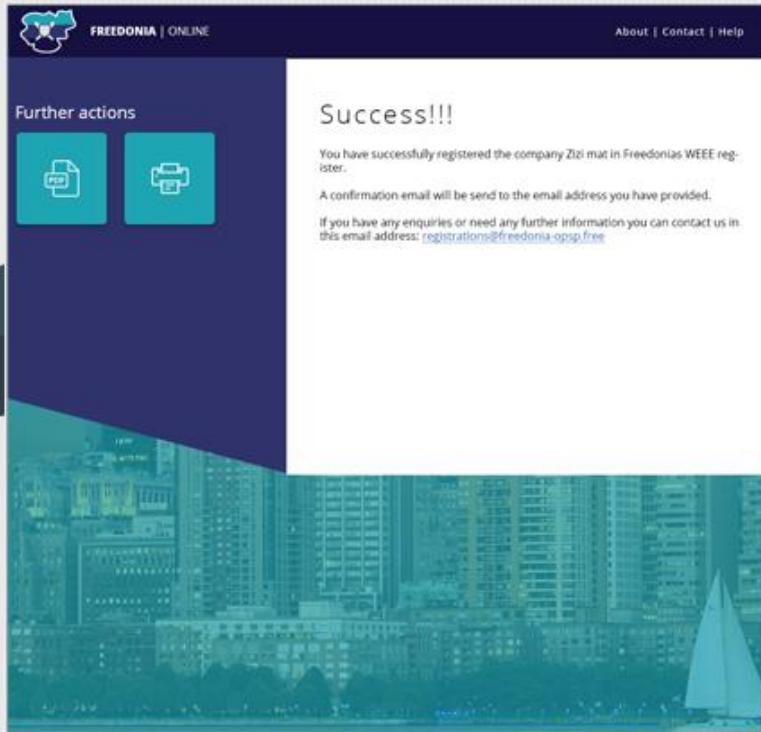 FREEDONIA | ONLINE
About | Contact | Help
Further actions
PDF
Success!!!
You have successfully registered the company Zizi mat in Freedonias WEEE reg-
ister.
A confirmation email will be send to the email address you have provided.
If you have any enquiries or need any further information you can contact us in
this email address: registrations@freedonia-opsp.free